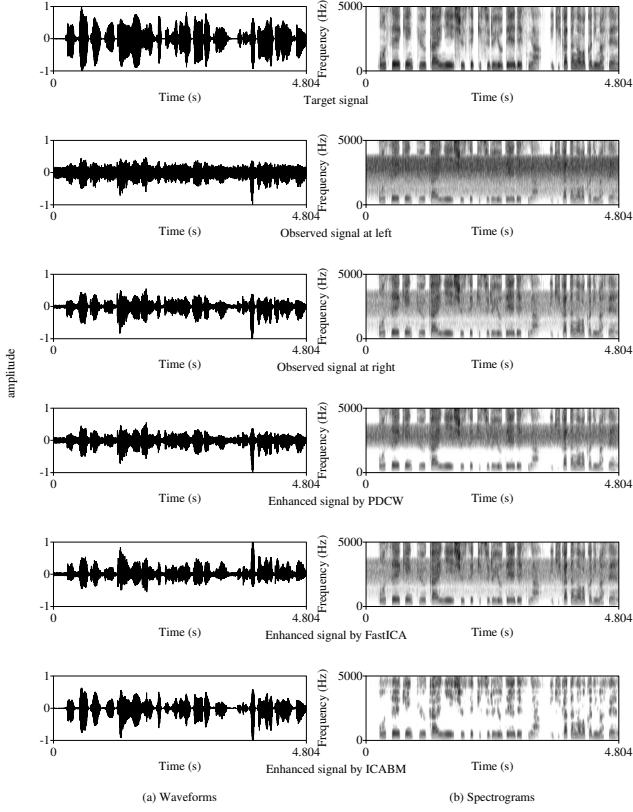 1
0
-1
0
4.804
Time (s)
Frequency (Hz)
5000
0
0
4.804
Time (s)
Target signal
1
0
-1
0
4.804
Time (s)
Frequency (Hz)
5000
0
0
4.804
Time (s)
Observed signal at left
1
0
-1
0
4.804
Time (s)
Frequency (Hz)
5000
0
0
4.804
Time (s)
Observed signal at right
amplitude
1
0
-1
0
4.804
Time (s)
Frequency (Hz)
5000
0
0
4.804
Time (s)
Enhanced signal by PDCW
1
0
-1
0
4.804
Time (s)
Frequency (Hz)
5000
0
0
4.804
Time (s)
Enhanced signal by FastICA
1
0
-1
0
4.804
Time (s)
Frequency (Hz)
5000
0
0
4.804
Time (s)
Enhanced signal by ICABM
(a) Waveforms
(b) Spectrograms